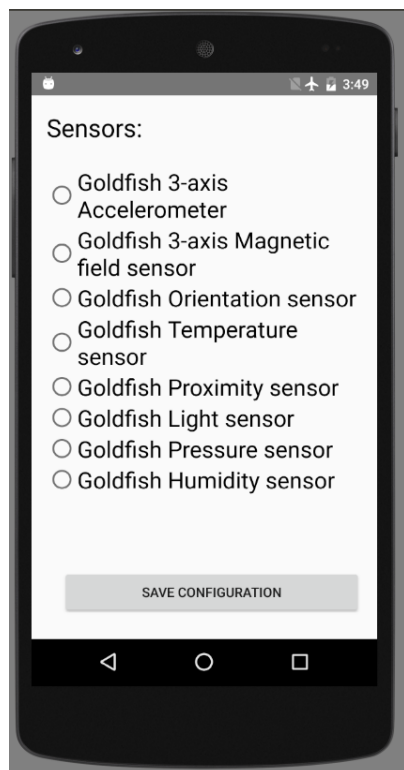 3:49
Sensors:
Goldfish 3-axis
Accelerometer
Goldfish 3-axis Magnetic
field sensor
Goldfish Orientation sensor
Goldfish Temperature
sensor
Goldfish Proximity sensor
Goldfish Light sensor
Goldfish Pressure sensor
Goldfish Humidity sensor
SAVE CONFIGURATION